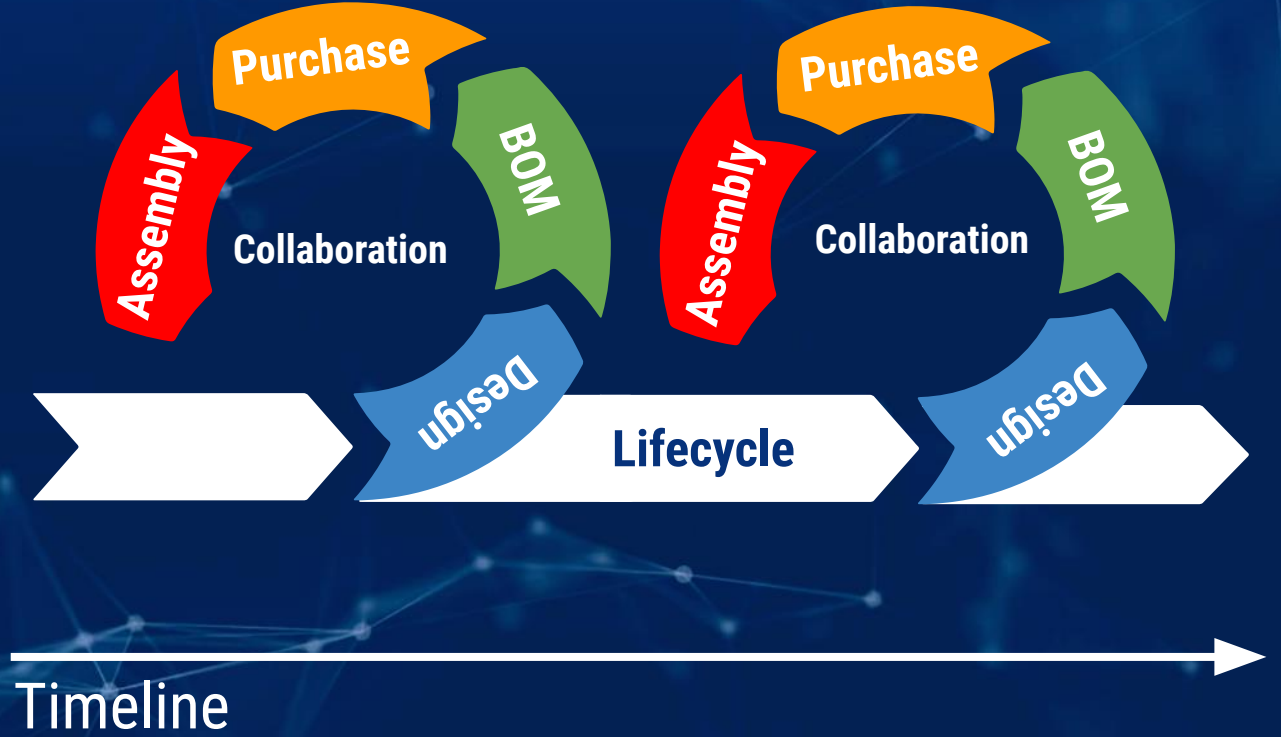 Purchase
Purchase
Assembly
BOM
Assembly
BOM
Collaboration
Collaboration
Design
Design
Lifecycle
Timeline